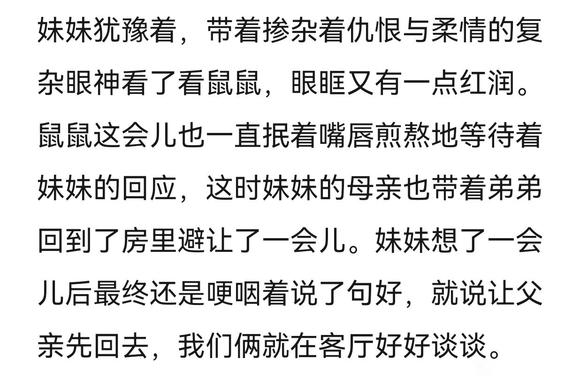 妹妹犹豫着，带着掺杂着仇恨与柔情的复
杂眼神看了看鼠鼠，眼眶又有一点红润。
鼠鼠这会儿也一直抿着嘴唇煎熬地等待着
妹妹的回应，这时妹妹的母亲也带着弟弟
回到了房里避让了一会儿。妹妹想了一会
儿后最终还是哽咽着说了句好，就说让父
亲先回去，我们俩就在客厅好好谈谈。